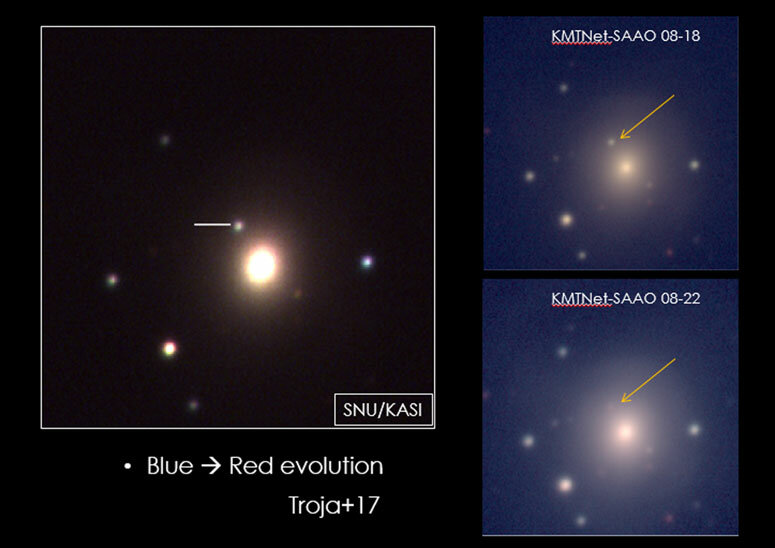 KMTNet-SAAO 08-18
SNU/KASI
KMTNet-SAAO 08-22
• Blue → Red evolution
Troja+17